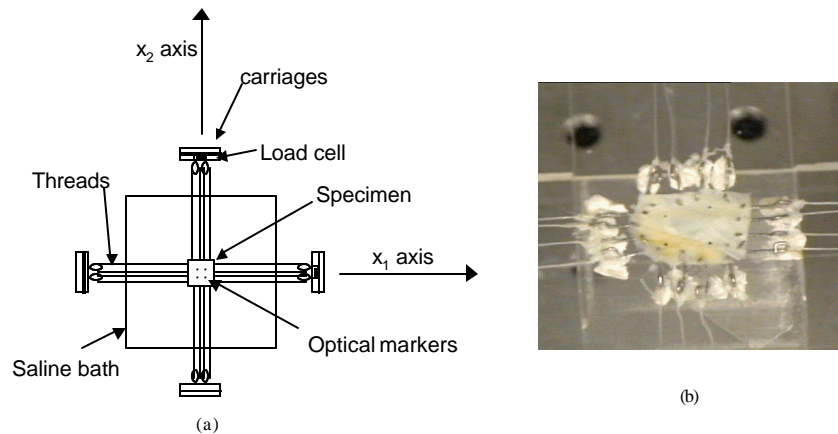 x2 axis
carriages
Load cell
Threads
Specimen
x1 axis
Optical markers
Saline bath
(a)
(b)